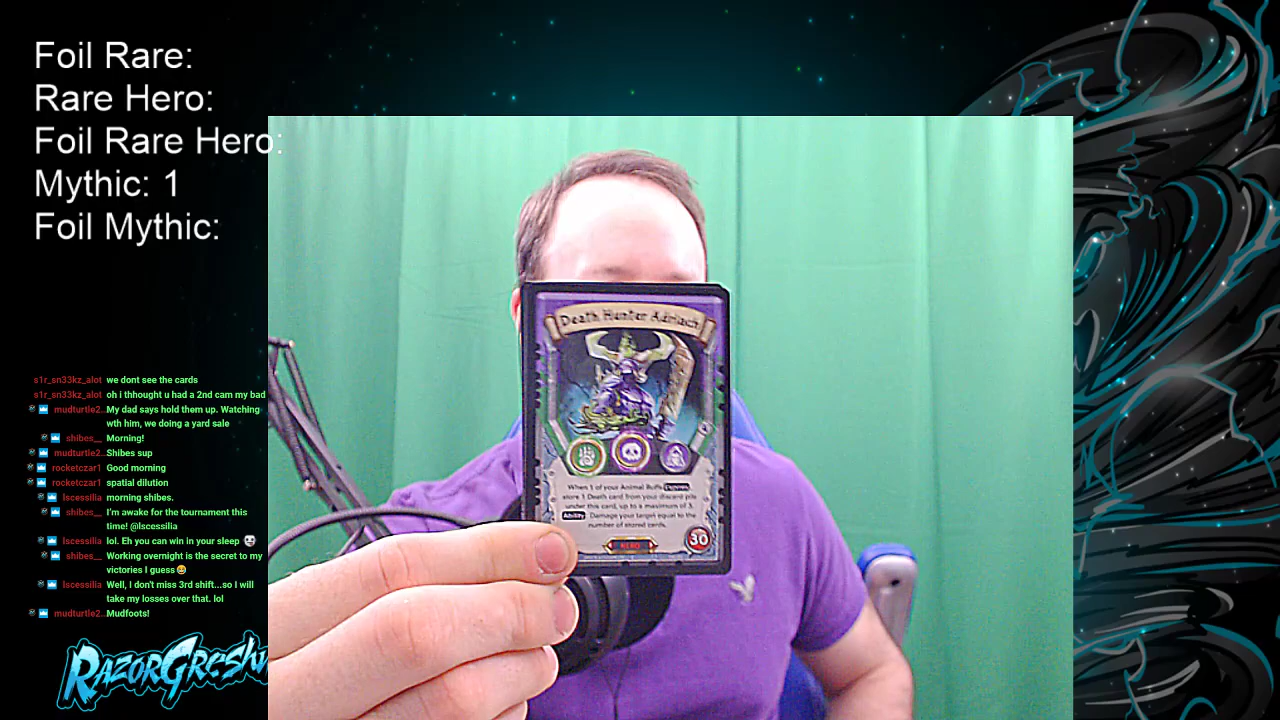 Foil Rare:
Rare Hero:
Foil Rare Hero:
Mythic: 1
Foil Mythic:
s1r_sn33kz_alot we dont see the cards
s1r_sn33kz_alot oh i thhought u had a 2nd cam my bad
mudturtle2... My dad says hold them up. Watching
wth him, we doing a yard sale
shibes__ Morning!
mudturtle2... Shibes sup
rocketczar1 Good morning
rocketczar1 spatial dilution
lscessilia morning shibes.
shibes__ I'm awake for the tournament this
time! @lscessilia
lscessilia lol. Eh you can win in your sleep
shibes__ Working overnight is the secret to my
victories I guess
lscessilia Well, I don't miss 3rd shift...so I will
take my losses over that. lol
mudturtle2... Mudfoots!
RAZORGRESH
Death Hunter Adriach
When 1 of your Animal Buffs Expires,
store 1 Death card from your discard pile
under this card, up to a maximum of 3.
Ability: Damage your target equal to the
number of stored cards.
HERO
30